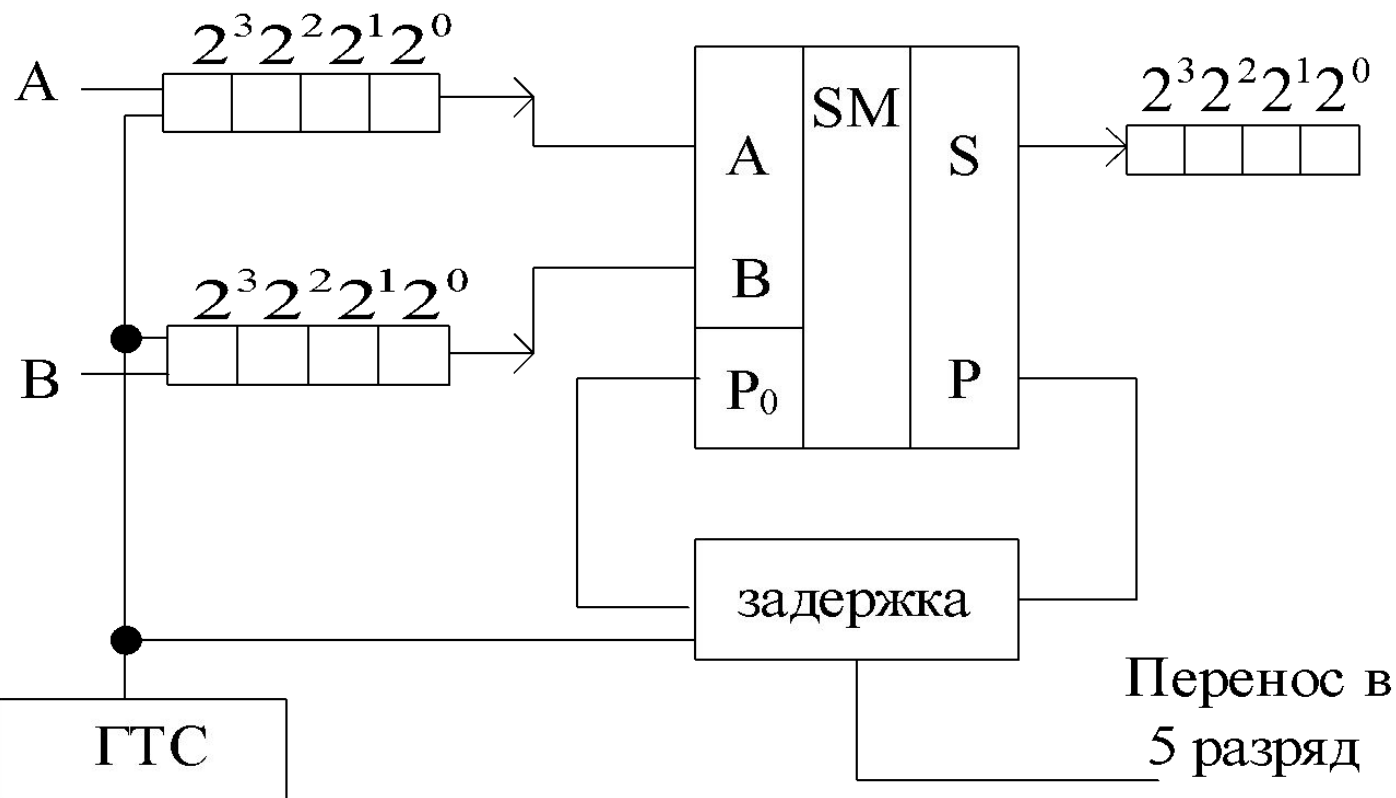 2³2²2¹2⁰
A
SM
2³2²2¹2⁰
A
S
2³2²2¹2⁰
B
B
P₀
P
задержка
ГТС
Перенос в
5 разряд